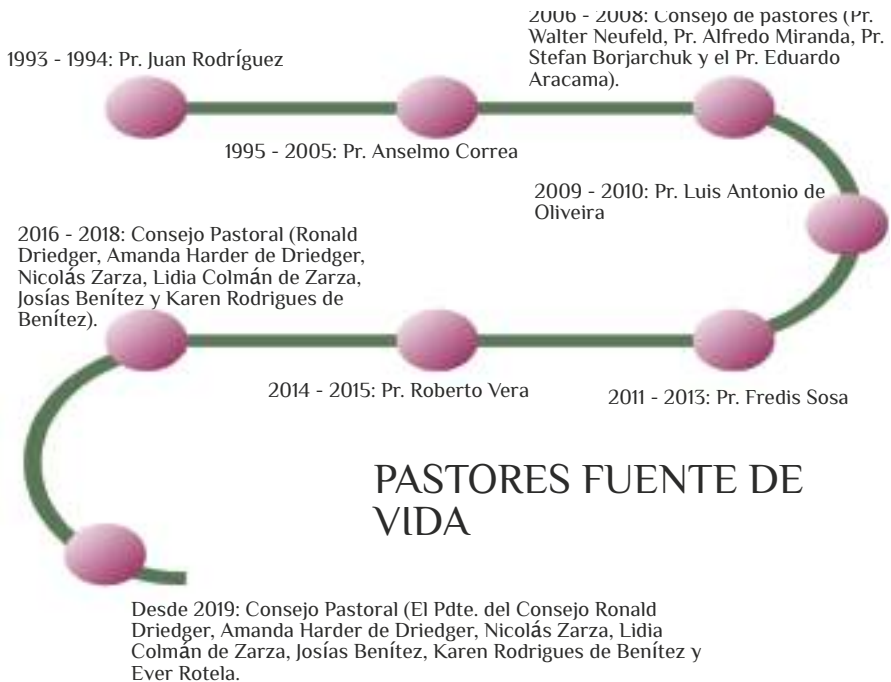 1993 - 1994: Pr. Juan Rodríguez
1995 - 2005: Pr. Anselmo Correa
2006 - 2008: Consejo de pastores (Pr.
Walter Neufeld, Pr. Alfredo Miranda, Pr.
Stefan Borjarchuk y el Pr. Eduardo
Aracama).
2009 - 2010: Pr. Luis Antonio de
Oliveira
2011 - 2013: Pr. Fredis Sosa
2014 - 2015: Pr. Roberto Vera
2016 - 2018: Consejo Pastoral (Ronald
Driedger, Amanda Harder de Driedger,
Nicolás Zarza, Lidia Colmán de Zarza,
Josías Benítez y Karen Rodrigues de
Benítez).
PASTORES FUENTE DE
VIDA
Desde 2019: Consejo Pastoral (El Pdte. del Consejo Ronald
Driedger, Amanda Harder de Driedger, Nicolás Zarza, Lidia
Colmán de Zarza, Josías Benítez, Karen Rodrigues de Benítez y
Ever Rotela.